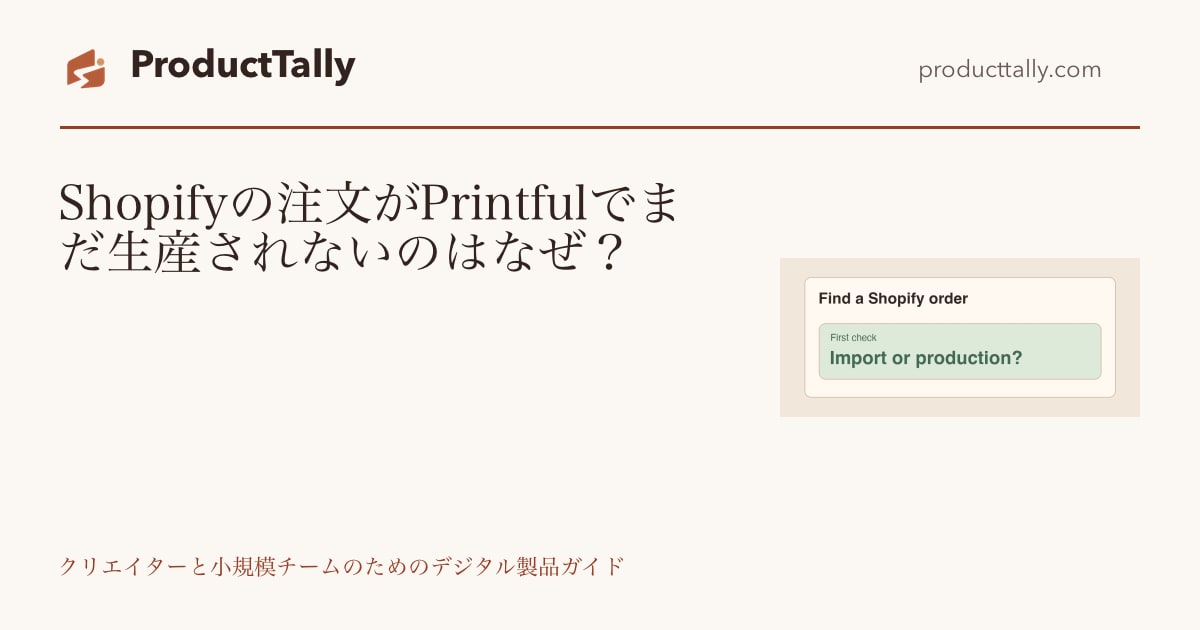 ProductTally
producttally.com
Shopifyの注文がPrintfulでま
だ生産されないのはなぜ？
Find a Shopify order
First check
Import or production?
クリエイターと小規模チームのためのデジタル製品ガイド